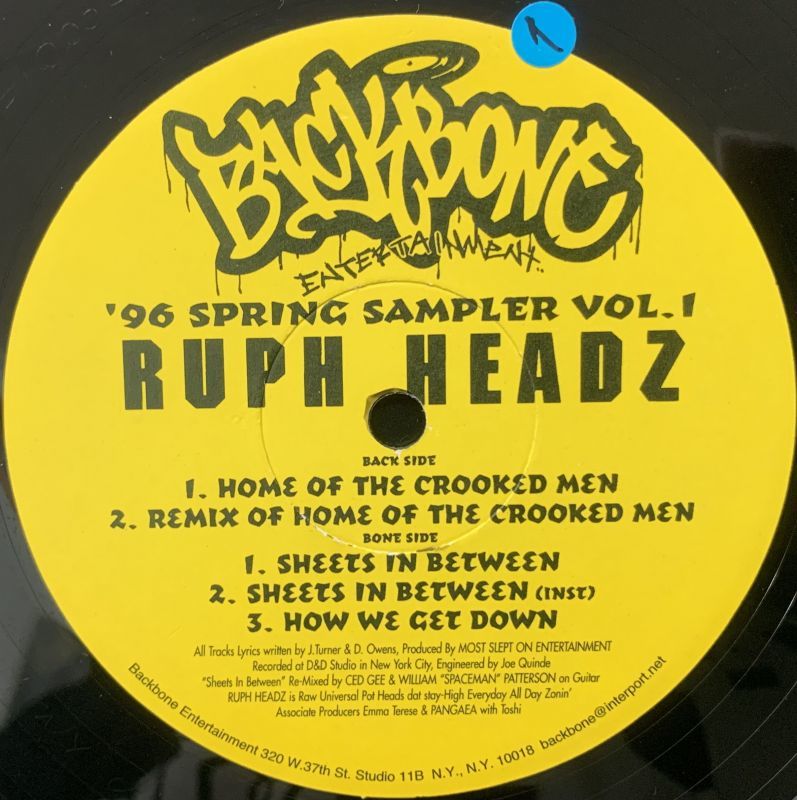 BACKBONE
ENTERTAINMENT..
'96 SPRING SAMPLER VOL.1
RUPH HEADZ
BACK SIDE
1. HOME OF THE CROOKED MEN
2. REMIX OF HOME OF THE CROOKED MEN
BONE SIDE
1. SHEETS IN BETWEEN
2. SHEETS IN BETWEEN (INST)
3. HOW WE GET DOWN
All Tracks Lyrics written by J.Turner & D. Owens, Produced By MOST SLEPT ON ENTERTAINMENT
Recorded at D&D Studio in New York City, Engineered by Joe Quinde
"Sheets In Between" Re-Mixed by CED GEE & WILLIAM "SPACEMAN" PATTERSON on Guitar
RUPH HEADZ is Raw Universal Pot Heads dat stay-High Everyday All Day Zonin'
Associate Producers Emma Terese & PANGAEA with Toshi
Backbone Entertainment 320 W.37th St. Studio 11B N.Y., N.Y. 10018 backbone@interport.net